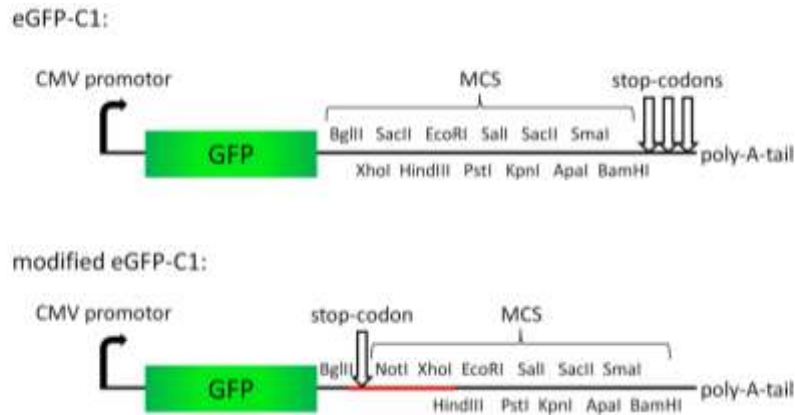 eGFP-C1:
CMV promotor
MCS
stop-codons
BglII SacII EcoRI SalI SacII SmaI
GFP
poly-A-tail
XhoI HindIII PstI KpnI ApaI BamHI
modified eGFP-C1:
CMV promotor
stop-codon
MCS
BglII NotI XhoI EcoRI SalI SacII SmaI
GFP
poly-A-tail
HindIII PstI KpnI ApaI BamHI